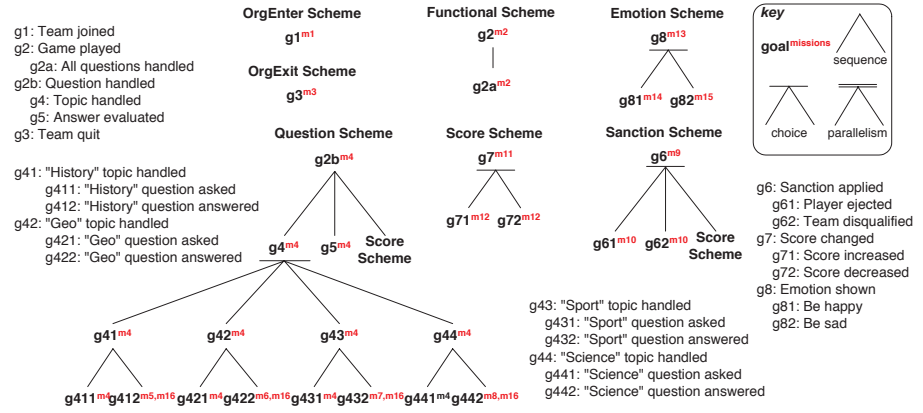 OrgEnter Scheme
g1m1
OrgExit Scheme
g3m3
Functional Scheme
g2m2
g2am2
Emotion Scheme
g8m13
g81m14 g82m15
key
goalmissions
sequence
choice
parallelism
g1: Team joined
g2: Game played
g2a: All questions handled
g2b: Question handled
g4: Topic handled
g5: Answer evaluated
g3: Team quit
g41: "History" topic handled
g411: "History" question asked
g412: "History" question answered
g42: "Geo" topic handled
g421: "Geo" question asked
g422: "Geo" question answered
Question Scheme
g2bm4
g4m4 g5m4 Score
Scheme
g41m4 g42m4 g43m4 g44m4
g411m4 g412m5,m16 g421m4 g422m6,m16 g431m4 g432m7,m16 g441m4 g442m8,m16
Score Scheme
g7m11
g71m12 g72m12
Sanction Scheme
g6m9
g61m10 g62m10 Score
Scheme
g6: Sanction applied
g61: Player ejected
g62: Team disqualified
g7: Score changed
g71: Score increased
g72: Score decreased
g8: Emotion shown
g81: Be happy
g82: Be sad
g43: "Sport" topic handled
g431: "Sport" question asked
g432: "Sport" question answered
g44: "Science" topic handled
g441: "Science" question asked
g442: "Science" question answered